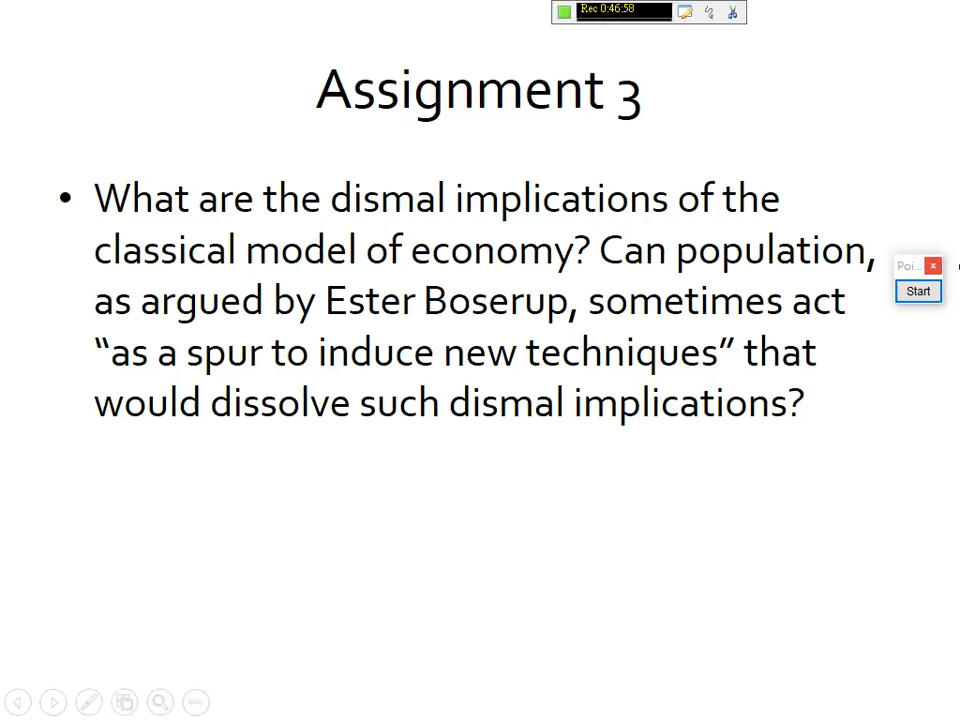 Rec 0:46:58
Assignment 3
• What are the dismal implications of the
classical model of economy? Can population,
as argued by Ester Boserup, sometimes act
“as a spur to induce new techniques” that
would dissolve such dismal implications?
Poi...
Start